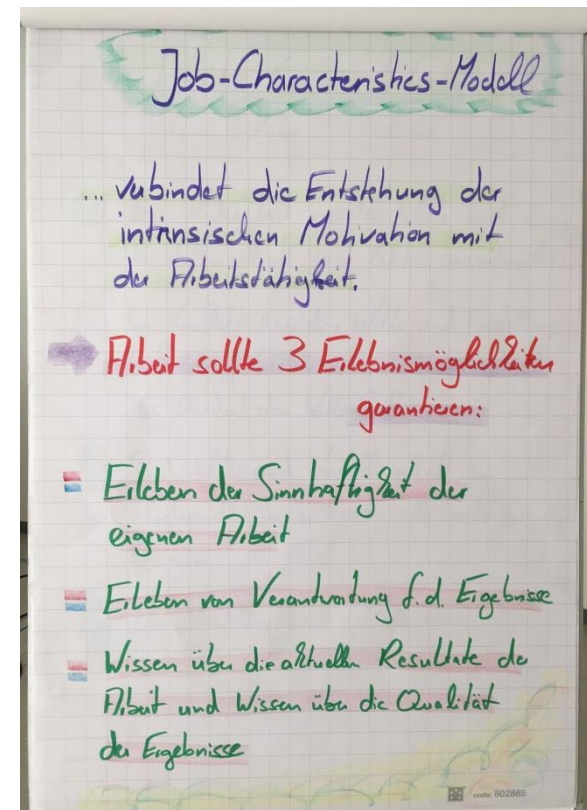 Job-Characteristics-Modell
... verbindet die Entstehung der
intrinsischen Motivation mit
der Arbeitstätigkeit.
Arbeit sollte 3 Erlebnismöglichkeiten
garantieren:
Erleben der Sinnhaftigkeit der
eigenen Arbeit
Erleben von Verantwortung f. d. Ergebnisse
Wissen über die aktuellen Resultate der
Arbeit und Wissen über die Qualität
der Ergebnisse
code: 802865